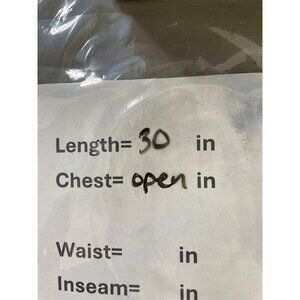 Length= 30 in
Chest= open in
Waist= in
Inseam= in